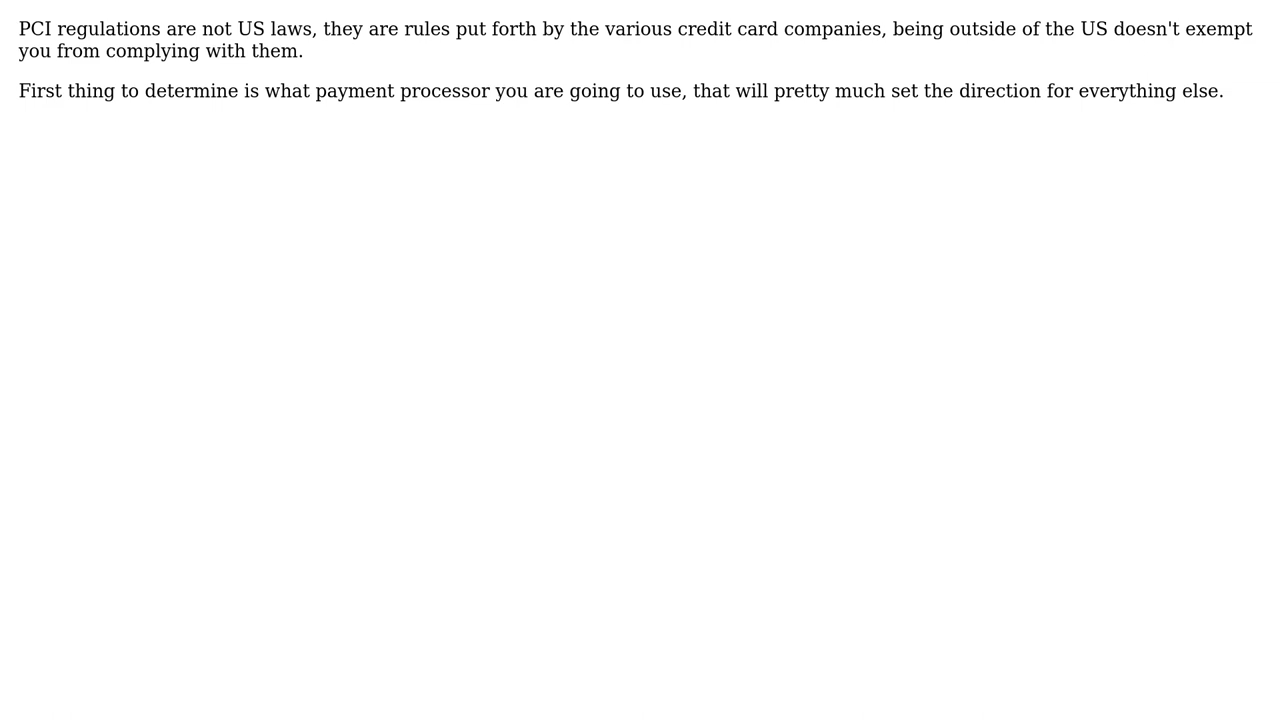 PCI regulations are not US laws, they are rules put forth by the various credit card companies, being outside of the US doesn't exempt
you from complying with them.
First thing to determine is what payment processor you are going to use, that will pretty much set the direction for everything else.